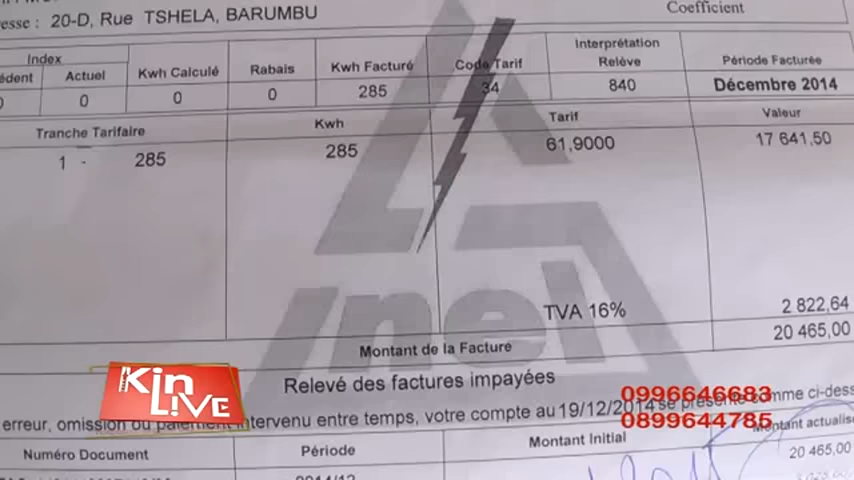 esse : 20-D, Rue TSHELA, BARUMBU
Coefficient
Index
édent Actuel Kwh Calculé Rabais Kwh Facturé Code Tarif Interprétation Relève Période Facturée
0 0 0 0 285 34 840 Décembre 2014
Tranche Tarifaire Kwh Tarif Valeur
1 - 285 285 61,9000 17 641,50
TVA 16% 2 822,64
Montant de la Facture 20 465,00
nel
Relevé des factures impayées
erreur, omission ou paiement intervenu entre temps, votre compte au 19/12/2014 se présente comme ci-dess
Numéro Document Période Montant Initial Montant actualisé
2014/12 20 465,00
Kin
LIVE
0996646683
0899644785